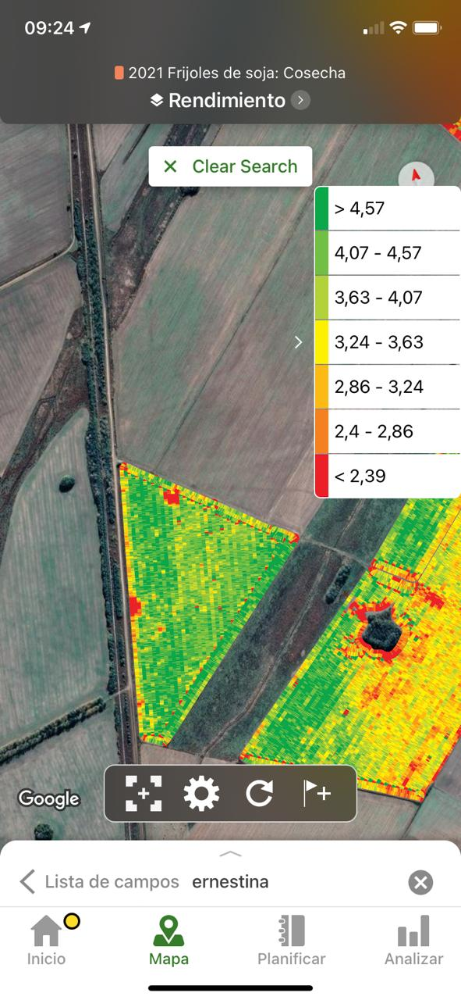 09:24
2021 Frijoles de soja: Cosecha
Rendimiento
Clear Search
> 4,57
4,07 - 4,57
3,63 - 4,07
3,24 - 3,63
2,86 - 3,24
2,4 - 2,86
< 2,39
Google
Lista de campos ernestina
Inicio Mapa Planificar Analizar